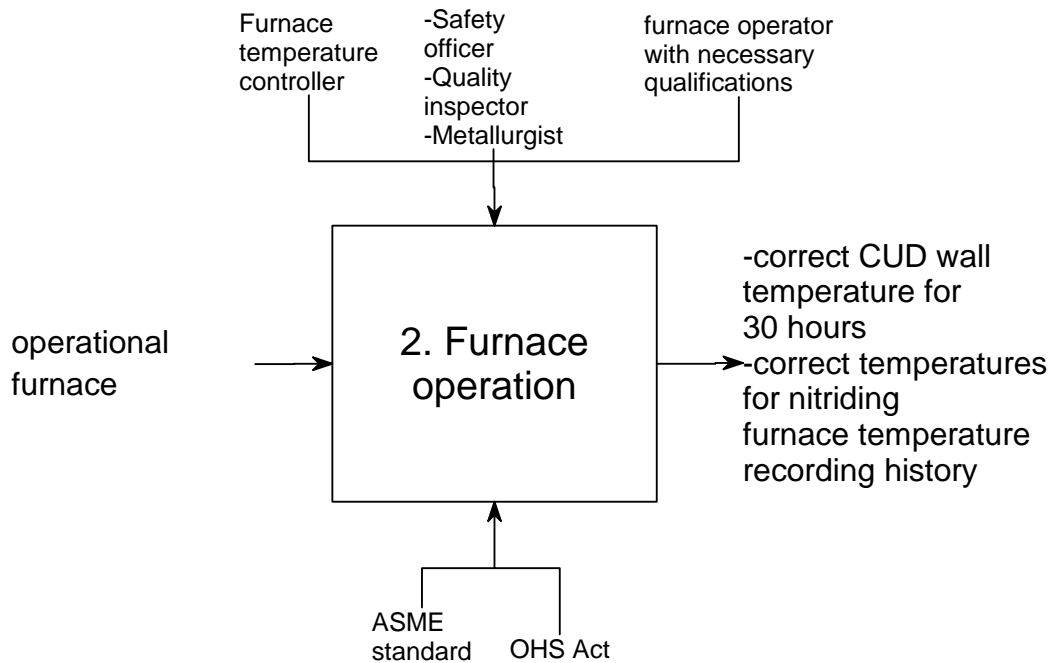 Furnace
temperature
controller
-Safety
officer
-Quality
inspector
-Metallurgist
furnace operator
with necessary
qualifications
operational
furnace
2. Furnace
operation
-correct CUD wall
temperature for
30 hours
-correct temperatures
for nitriding
furnace temperature
recording history
ASME
standard
OHS Act